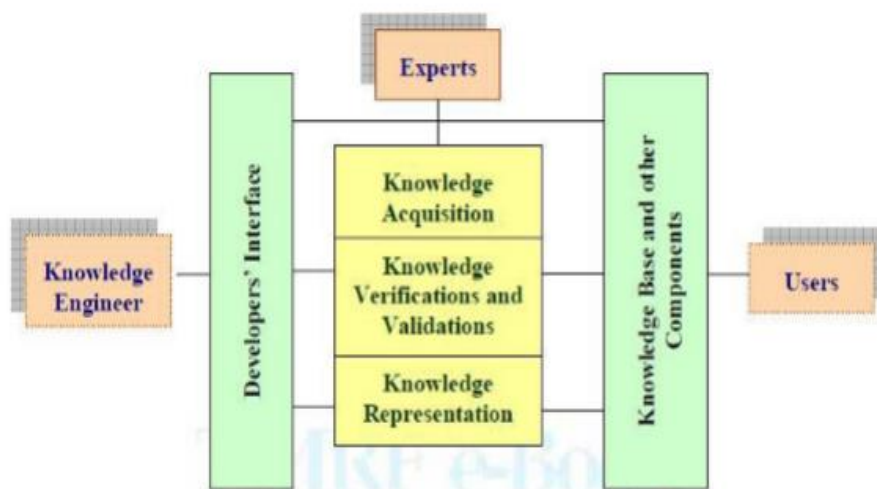 Experts
Developers' Interface
Knowledge
Acquisition
Knowledge
Verifications and
Validations
Knowledge
Representation
Knowledge Base and other
Components
Knowledge
Engineer
Users